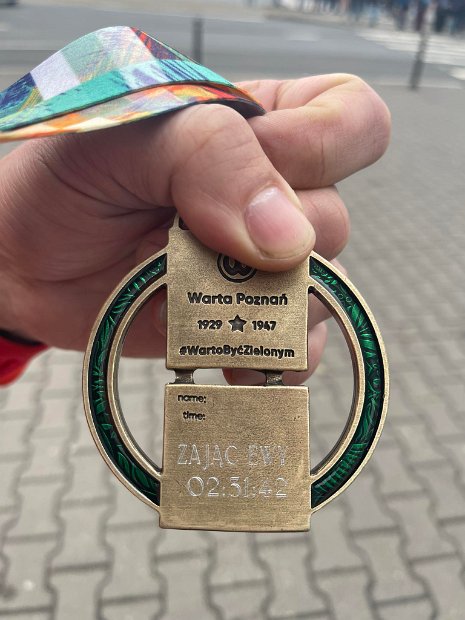 Warta Poznań
1929 ★ 1947
#WartoByćZielonym
name:
time:
ZAJĄC EWY
02:31:42